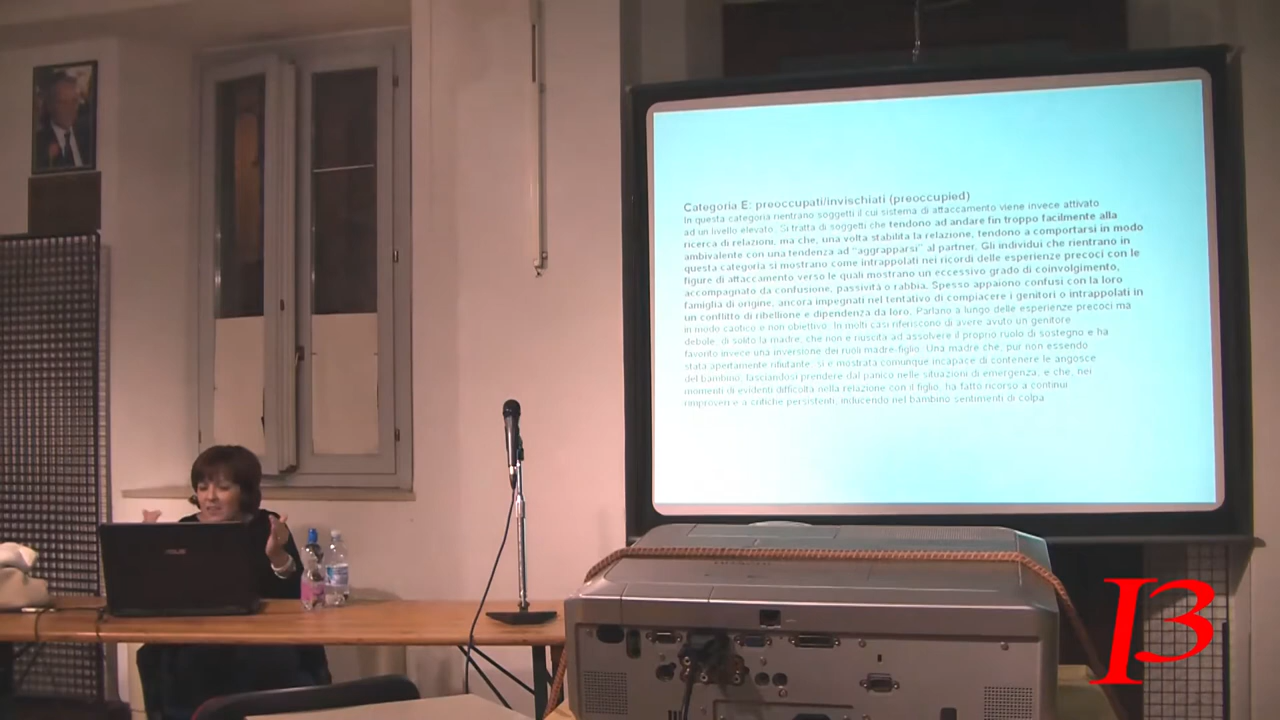 Categoria E: preoccupati/invischiati (preoccupied)
In questa categoria rientrano soggetti il cui sistema di attaccamento viene invece attivato
ad un livello elevato. Si tratta di soggetti che tendono ad andare fin troppo facilmente alla
ricerca di relazioni, ma che, una volta stabilita la relazione, tendono a comportarsi in modo
ambivalente con una tendenza ad "aggrapparsi" al partner. Gli individui che rientrano in
questa categoria si mostrano come intrappolati nei ricordi delle esperienze precoci con le
figure di attaccamento verso le quali mostrano un eccessivo grado di coinvolgimento,
accompagnato da confusione, passività o rabbia. Spesso appaiono confusi con la loro
famiglia di origine, ancora impegnati nel tentativo di compiacere i genitori o intrappolati in
un conflitto di ribellione e dipendenza da loro. Parlano a lungo delle esperienze precoci ma
in modo caotico e non obiettivo. In molti casi riferiscono di avere avuto un genitore
debole, di solito la madre, che non è riuscita ad assolvere il proprio ruolo di sostegno e ha
favorito invece una inversione dei ruoli madre-figlio. Una madre che, pur non essendo
stata apertamente rifiutante, si è mostrata comunque incapace di contenere le angosce
del bambino, lasciandosi prendere dal panico nelle situazioni di emergenza, e che, nei
momenti di evidenti difficoltà nella relazione con il figlio, ha fatto ricorso a continui
rimproveri e a critiche persistenti, inducendo nel bambino sentimenti di colpa
ASUS
HITACHI
13